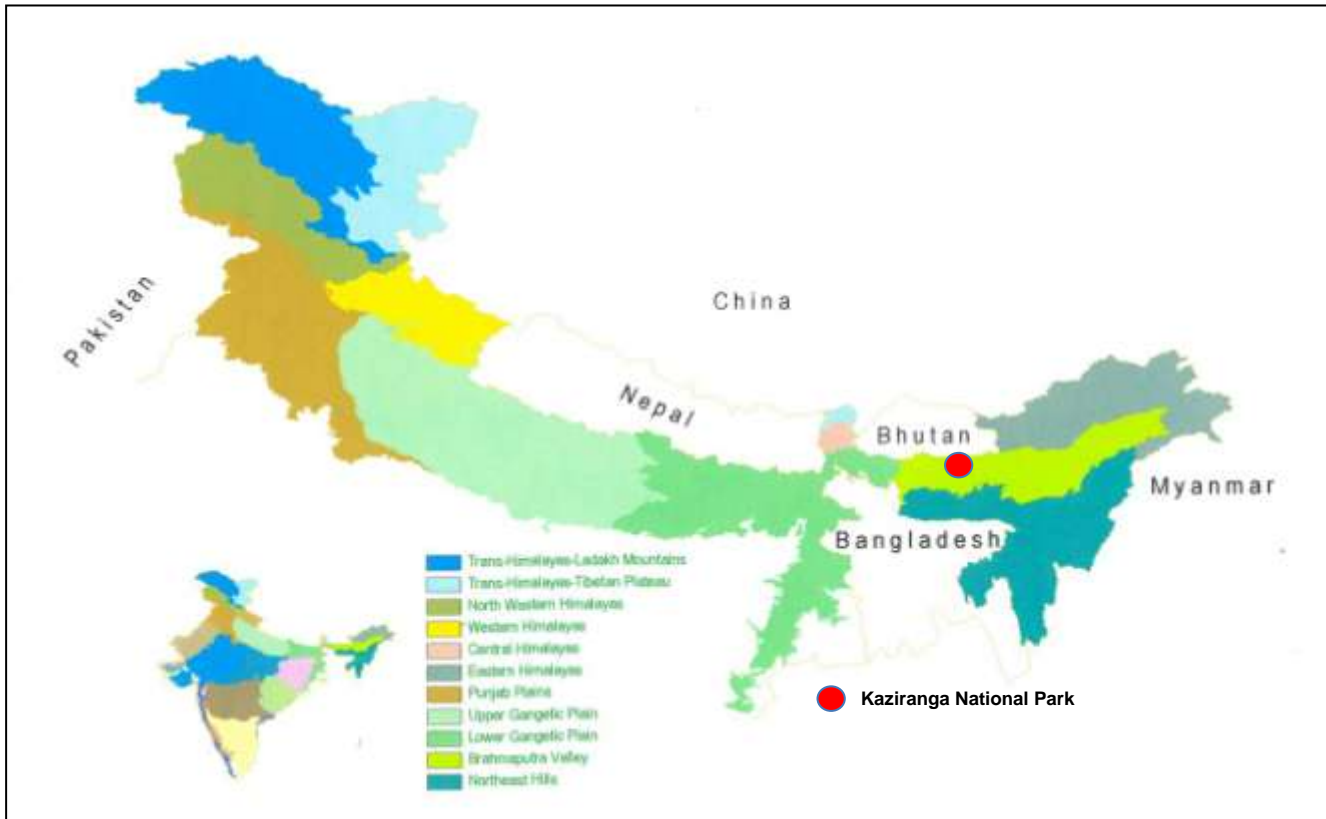 China
Pakistan
Nepal
Bhutan
Myanmar
Bangladesh
Trans-Himalayas-Ladakh Mountains
Trans-Himalayas-Tibetan Plateau
North Western Himalayas
Western Himalayas
Central Himalayas
Eastern Himalayas
Punjab Plains
Upper Gangetic Plain
Lower Gangetic Plain
Brahmaputra Valley
Northeast Hills
Kaziranga National Park